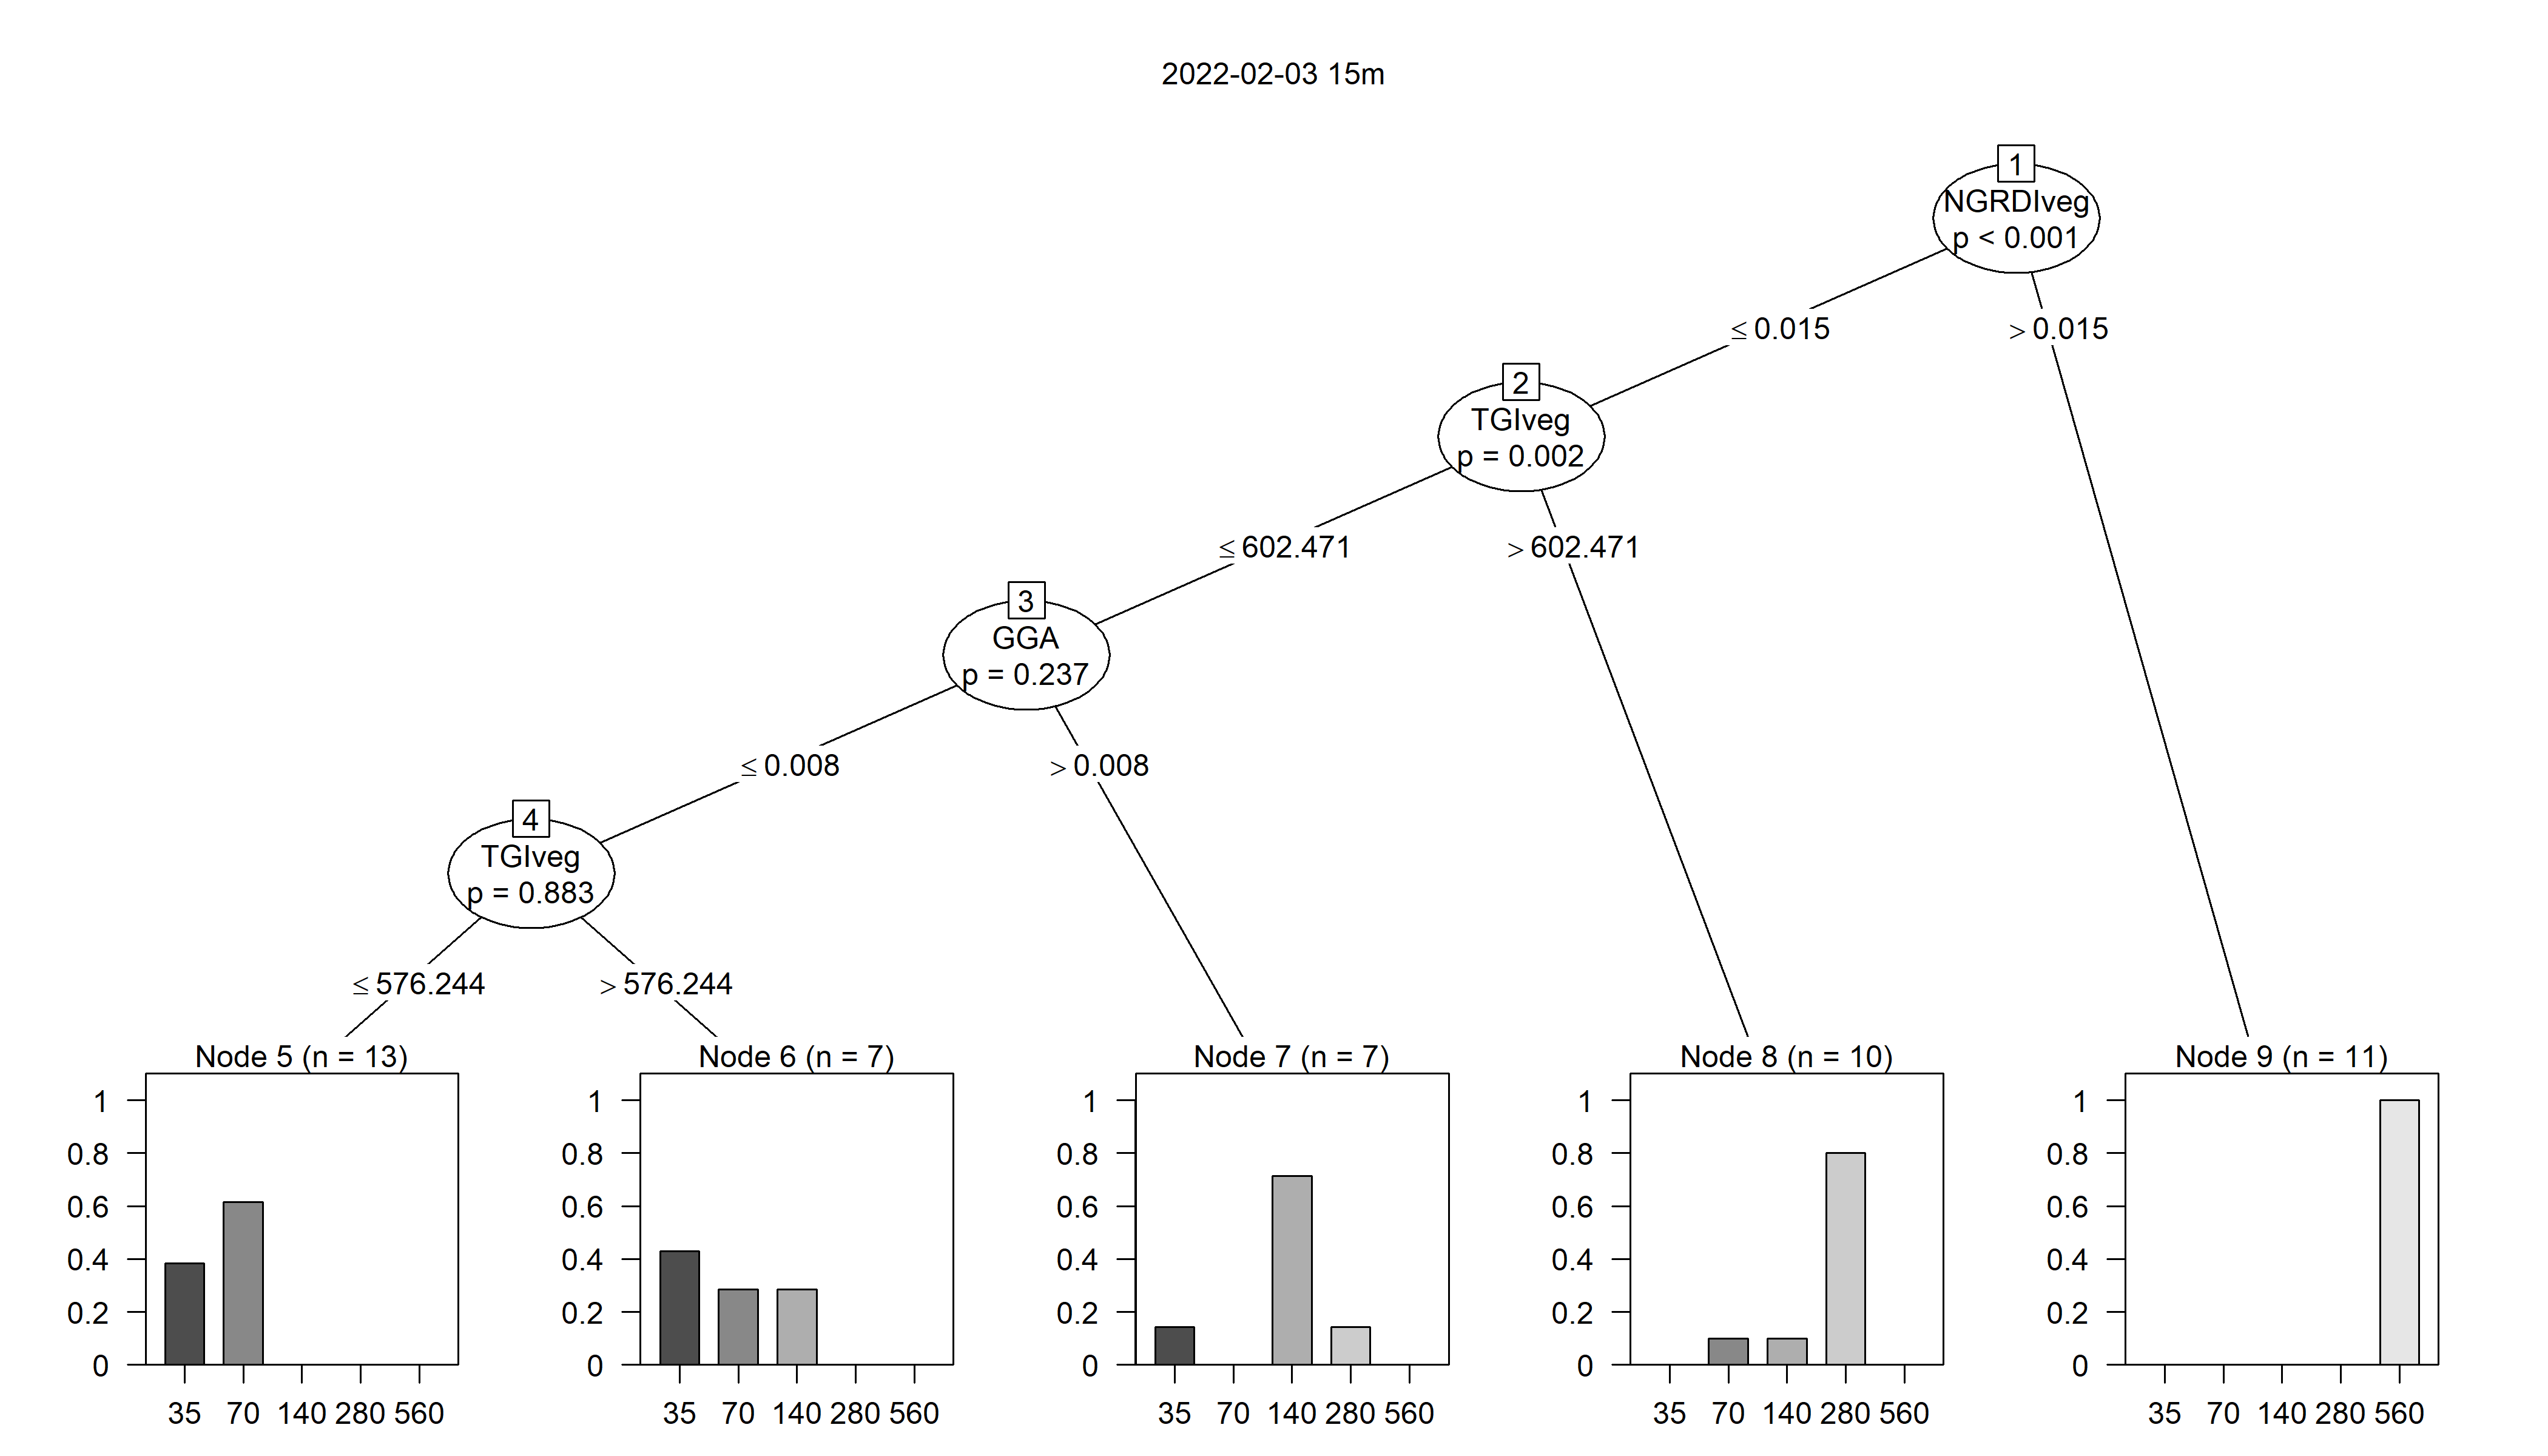 2022-02-03 15m
1
NGRDIveg
p < 0.001
≤ 0.015
> 0.015
2
TGIveg
p = 0.002
≤ 602.471
> 602.471
3
GGA
p = 0.237
≤ 0.008
> 0.008
4
TGIveg
p = 0.883
≤ 576.244
> 576.244
Node 5 (n = 13)
1
0.8
0.6
0.4
0.2
0
35 70 140 280 560
Node 6 (n = 7)
1
0.8
0.6
0.4
0.2
0
35 70 140 280 560
Node 7 (n = 7)
1
0.8
0.6
0.4
0.2
0
35 70 140 280 560
Node 8 (n = 10)
1
0.8
0.6
0.4
0.2
0
35 70 140 280 560
Node 9 (n = 11)
1
0.8
0.6
0.4
0.2
0
35 70 140 280 560